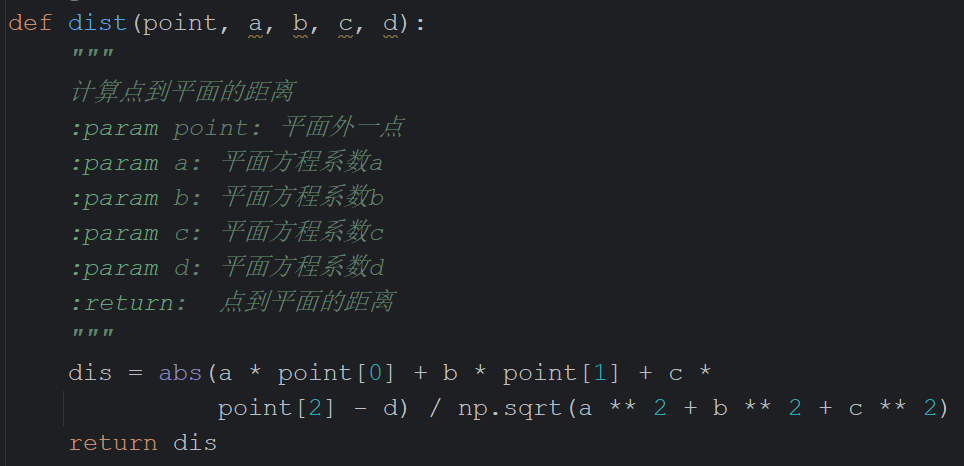 def dist(point, a, b, c, d):
"""
计算点到平面的距离
:param point: 平面外一点
:param a: 平面方程系数a
:param b: 平面方程系数b
:param c: 平面方程系数c
:param d: 平面方程系数d
:return:  点到平面的距离
"""
dis = abs(a * point[0] + b * point[1] + c *
point[2] - d) / np.sqrt(a ** 2 + b ** 2 + c ** 2)
return dis